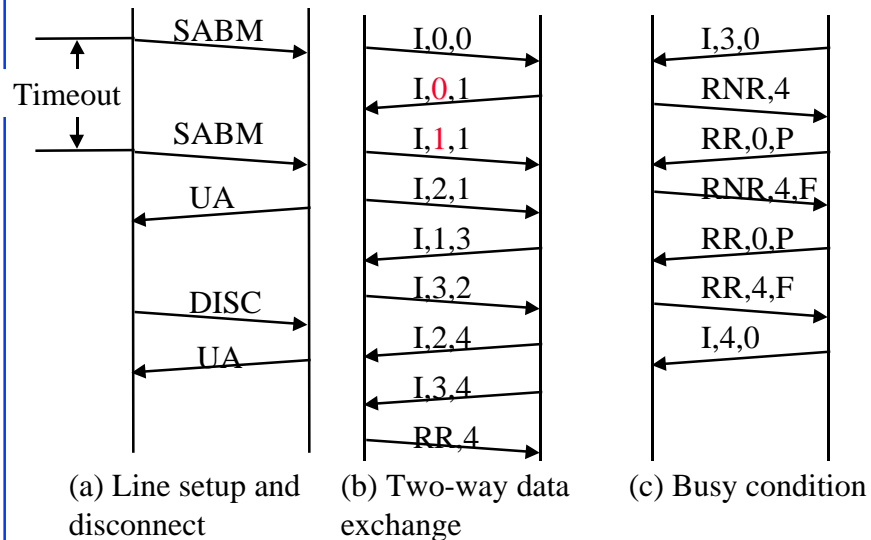 SABM
Timeout
SABM
UA
DISC
UA
(a) Line setup and
disconnect
I,0,0
I,0,1
I,1,1
I,2,1
I,1,3
I,3,2
I,2,4
I,3,4
RR,4
(b) Two-way data
exchange
I,3,0
RNR,4
RR,0,P
RNR,4,F
RR,0,P
RR,4,F
I,4,0
(c) Busy condition